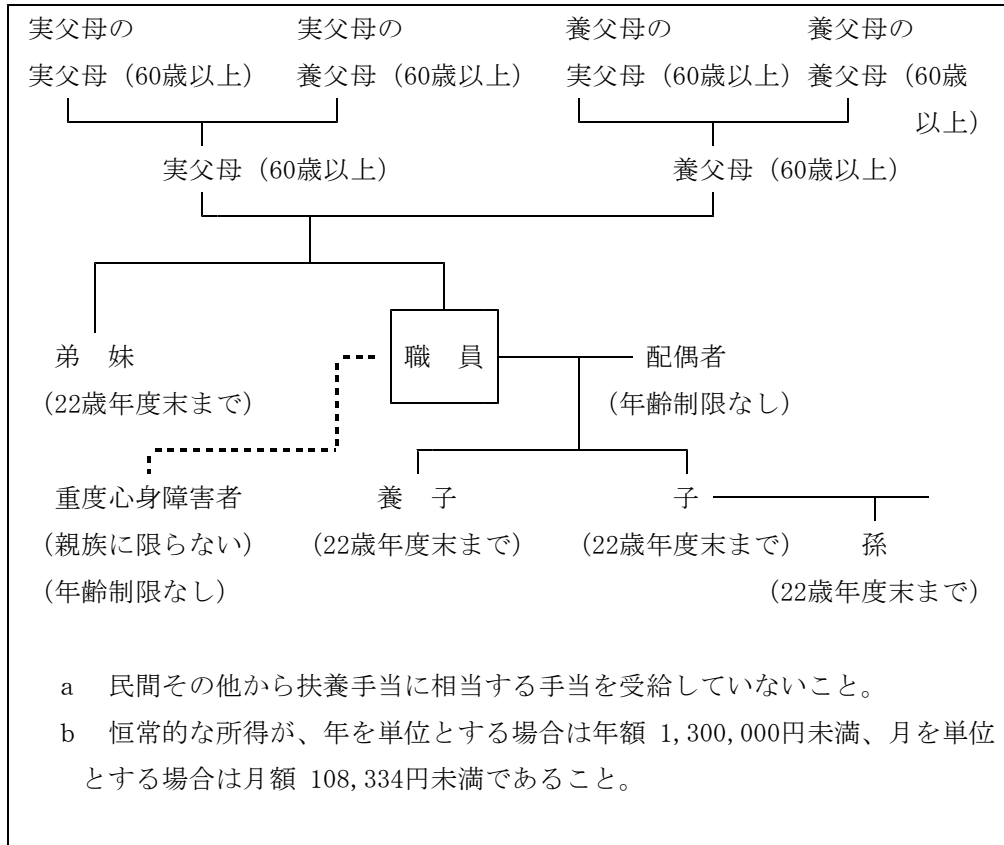 実父母の 実父母の 養父母の 養父母の
実父母（60歳以上） 養父母（60歳以上） 実父母（60歳以上） 養父母（60歳
以上）
実父母（60歳以上） 養父母（60歳以上）
弟 妹 職 員 配偶者
（22歳年度末まで） （年齢制限なし）
重度心身障害者 養 子 子
（親族に限らない） （22歳年度末まで） （22歳年度末まで） 孫
（年齢制限なし） （22歳年度末まで）
a 民間その他から扶養手当に相当する手当を受給していないこと。
b 恒常的な所得が、年を単位とする場合は年額 1,300,000円未満、月を単位
とする場合は月額 108,334円未満であること。